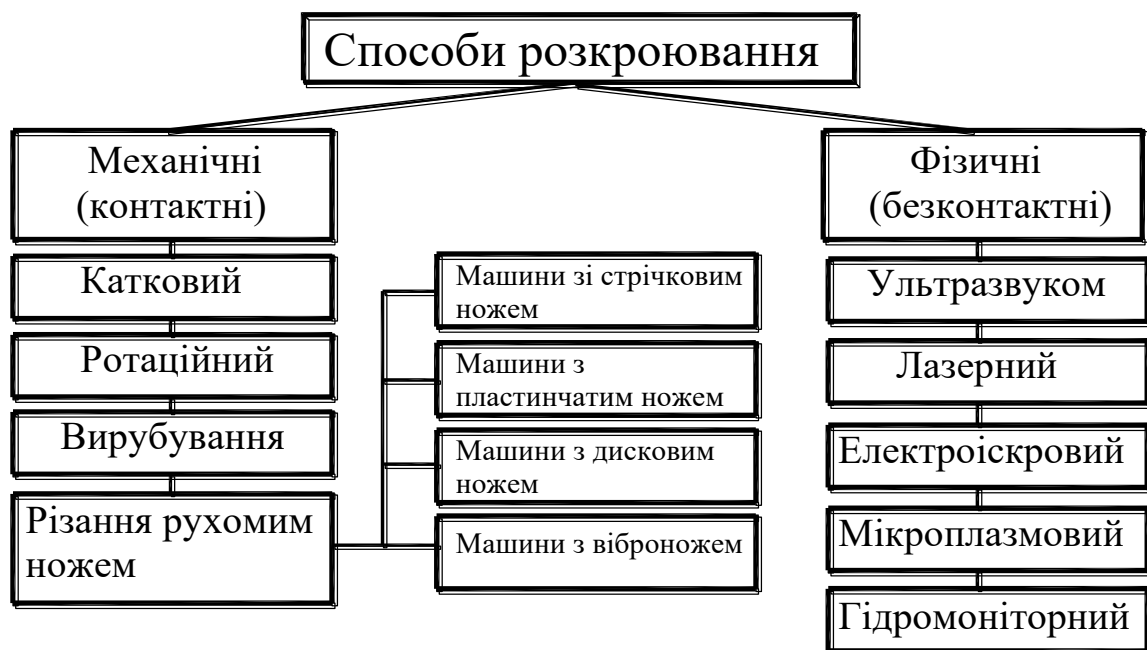 Способи розкроювання
Механічні
(контактні)
Катковий
Ротаційний
Вирубування
Різання рухомим
ножем
Машини зі стрічковим
ножем
Машини з
пластинчатим ножем
Машини з дисковим
ножем
Машини з віброножем
Фізичні
(безконтактні)
Ультразвуком
Лазерний
Електроіскровий
Мікроплазмовий
Гідромоніторний